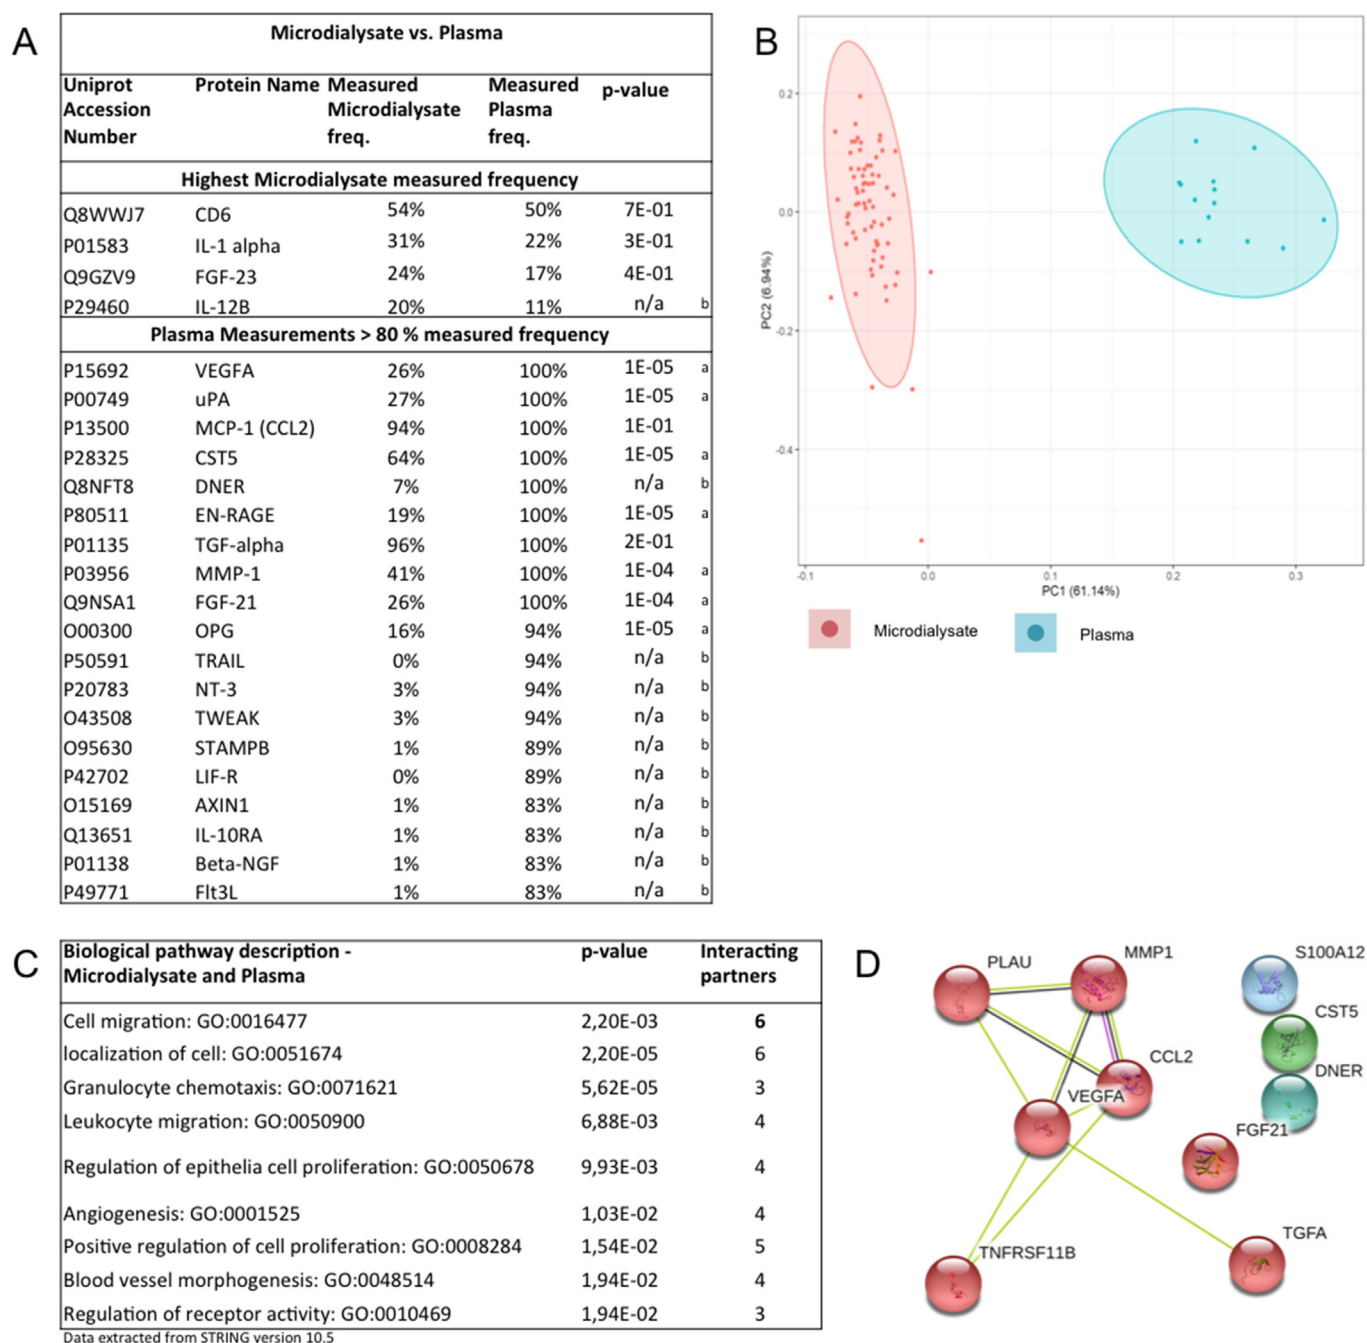 A
Microdialysate vs. Plasma
Uniprot Accession Number Protein Name Measured Microdialysate freq. Measured Plasma freq. p-value
Highest Microdialysate measured frequency
Q8WWJ7 CD6 54% 50% 7E-01
P01583 IL-1 alpha 31% 22% 3E-01
Q9GZV9 FGF-23 24% 17% 4E-01
P29460 IL-12B 20% 11% n/a b
Plasma Measurements > 80 % measured frequency
P15692 VEGFA 26% 100% 1E-05 a
P00749 uPA 27% 100% 1E-05 a
P13500 MCP-1 (CCL2) 94% 100% 1E-01
P28325 CST5 64% 100% 1E-05 a
Q8NFT8 DNER 7% 100% n/a b
P80511 EN-RAGE 19% 100% 1E-05 a
P01135 TGF-alpha 96% 100% 2E-01
P03956 MMP-1 41% 100% 1E-04 a
Q9NSA1 FGF-21 26% 100% 1E-04 a
O00300 OPG 16% 94% 1E-05 a
P50591 TRAIL 0% 94% n/a b
P20783 NT-3 3% 94% n/a b
O43508 TWEAK 3% 94% n/a b
O95630 STAMPB 1% 89% n/a b
P42702 LIF-R 0% 89% n/a b
O15169 AXIN1 1% 83% n/a b
Q13651 IL-10RA 1% 83% n/a b
P01138 Beta-NGF 1% 83% n/a b
P49771 Flt3L 1% 83% n/a b
B
PC2 (6.94%)
0.2
0.0
-0.2
-0.4
-0.1 0.0 0.1 0.2 0.3
PC1 (61.14%)
Microdialysate Plasma
C
Biological pathway description - Microdialysate and Plasma p-value Interacting partners
Cell migration: GO:0016477 2,20E-03 6
localization of cell: GO:0051674 2,20E-05 6
Granulocyte chemotaxis: GO:0071621 5,62E-05 3
Leukocyte migration: GO:0050900 6,88E-03 4
Regulation of epithelia cell proliferation: GO:0050678 9,93E-03 4
Angiogenesis: GO:0001525 1,03E-02 4
Positive regulation of cell proliferation: GO:0008284 1,54E-02 5
Blood vessel morphogenesis: GO:0048514 1,94E-02 4
Regulation of receptor activity: GO:0010469 1,94E-02 3
Data extracted from STRING version 10.5
D
PLAU
MMP1
S100A12
CST5
CCL2
DNER
VEGFA
FGF21
TGFA
TNFRSF11B